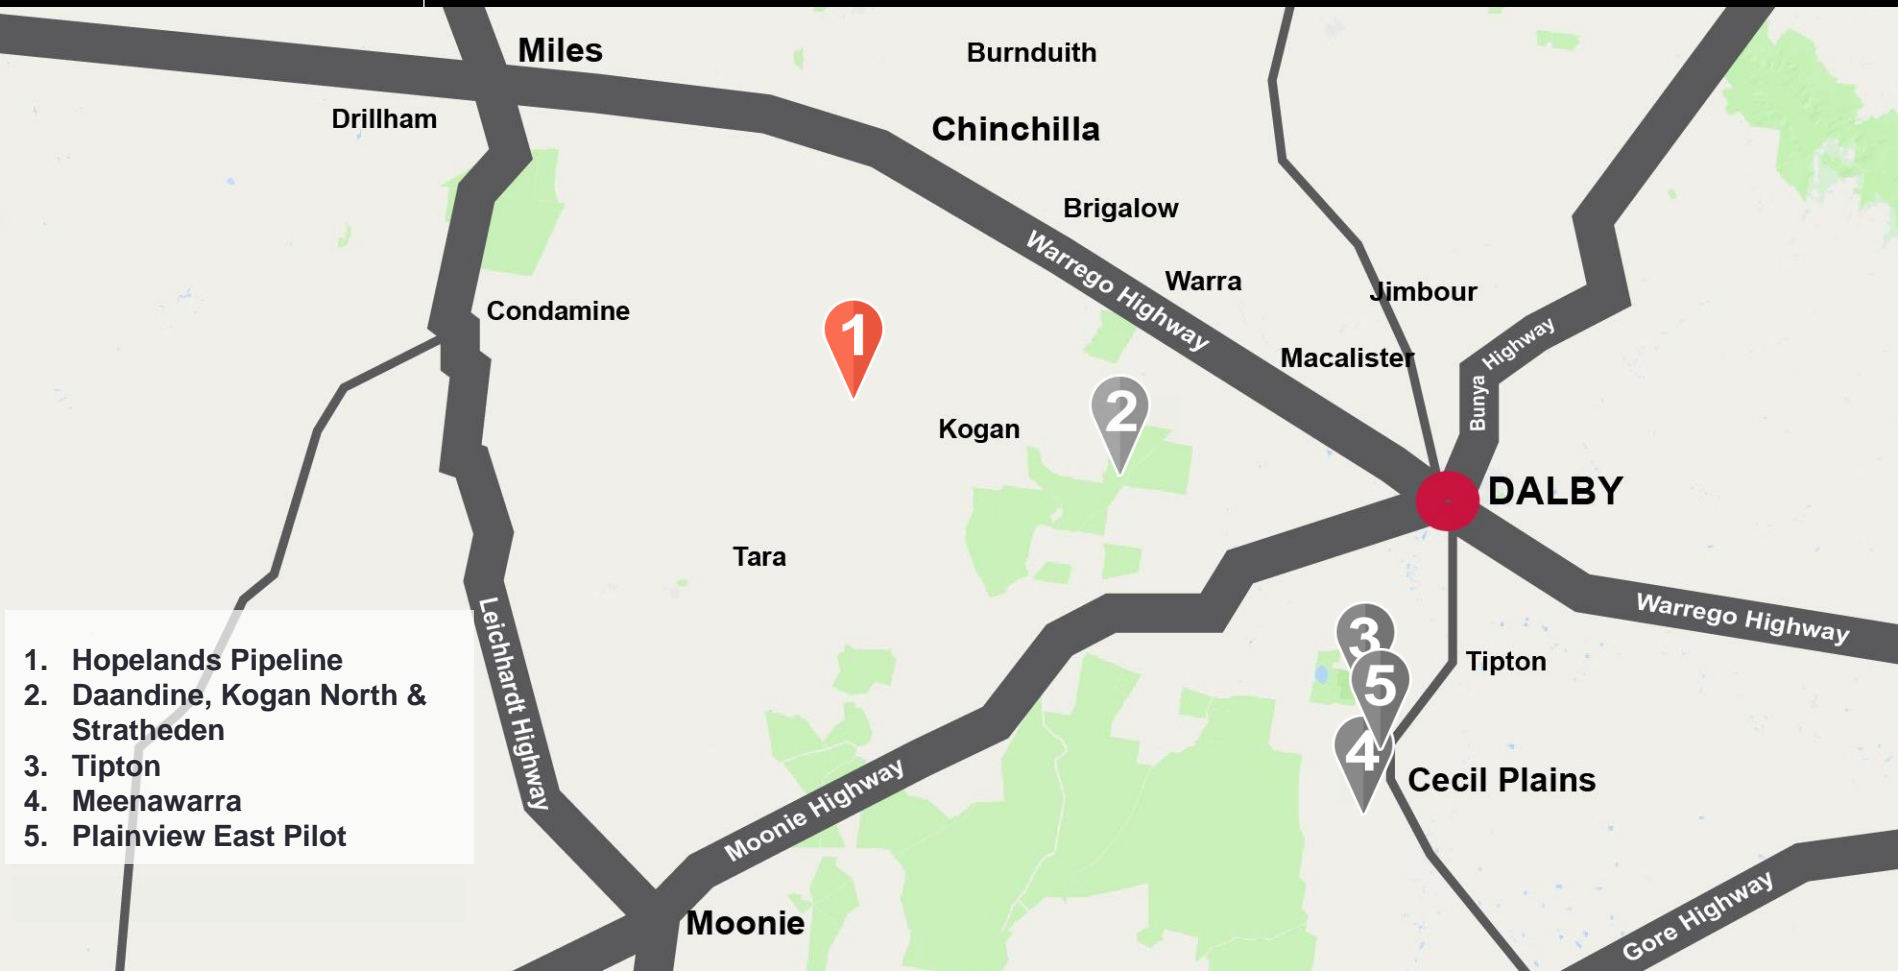 Miles
Burnduith
Drillham
Chinchilla
Brigalow
Warrego Highway
Warra
Jimbour
Condamine
1
Macalister
Bunya
Highway
2
Kogan
DALBY
Tara
Leichhardt Highway
Warrego Highway
3
Tipton
5
4
Cecil Plains
1. Hopelands Pipeline
2. Daandine, Kogan North &
Stratheden
3. Tipton
4. Meenawarra
5. Plainview East Pilot
Moonie Highway
Moonie
Gore Highway